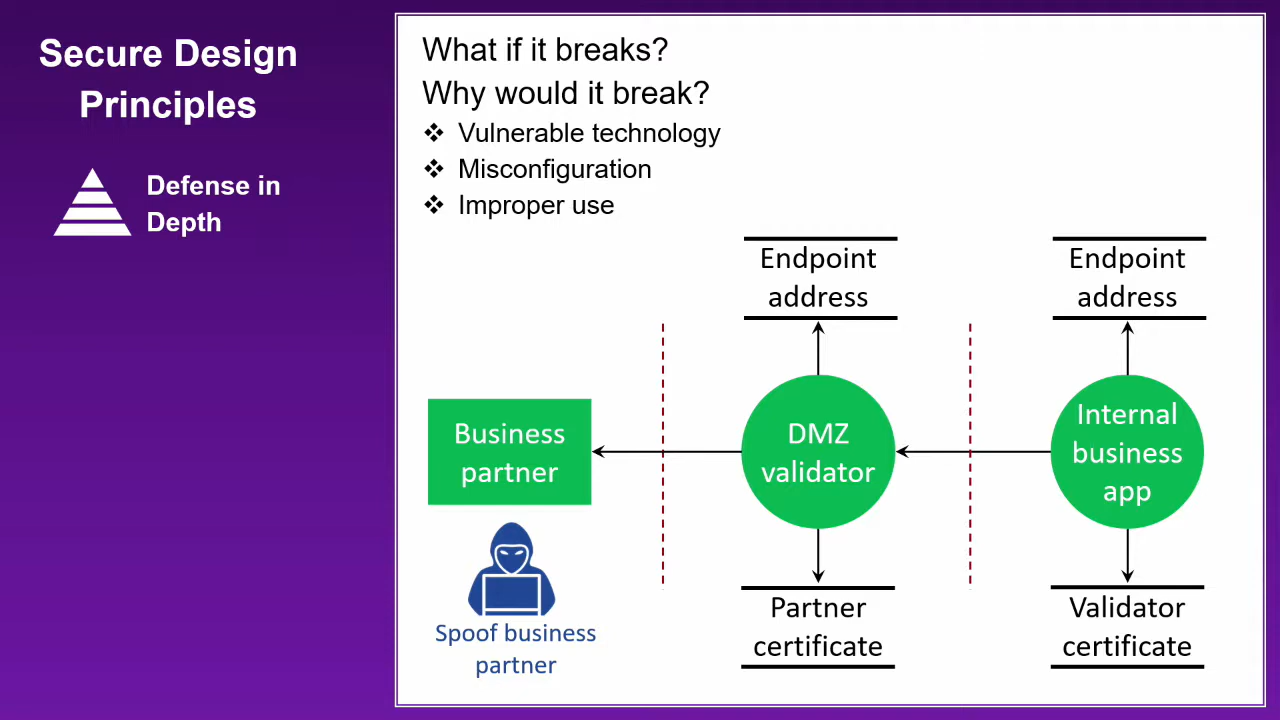 Secure Design
Principles
Defense in
Depth
What if it breaks?
Why would it break?
❖ Vulnerable technology
❖ Misconfiguration
❖ Improper use
Endpoint
address
Endpoint
address
Business
partner
DMZ
validator
Internal
business
app
Spoof business
partner
Partner
certificate
Validator
certificate